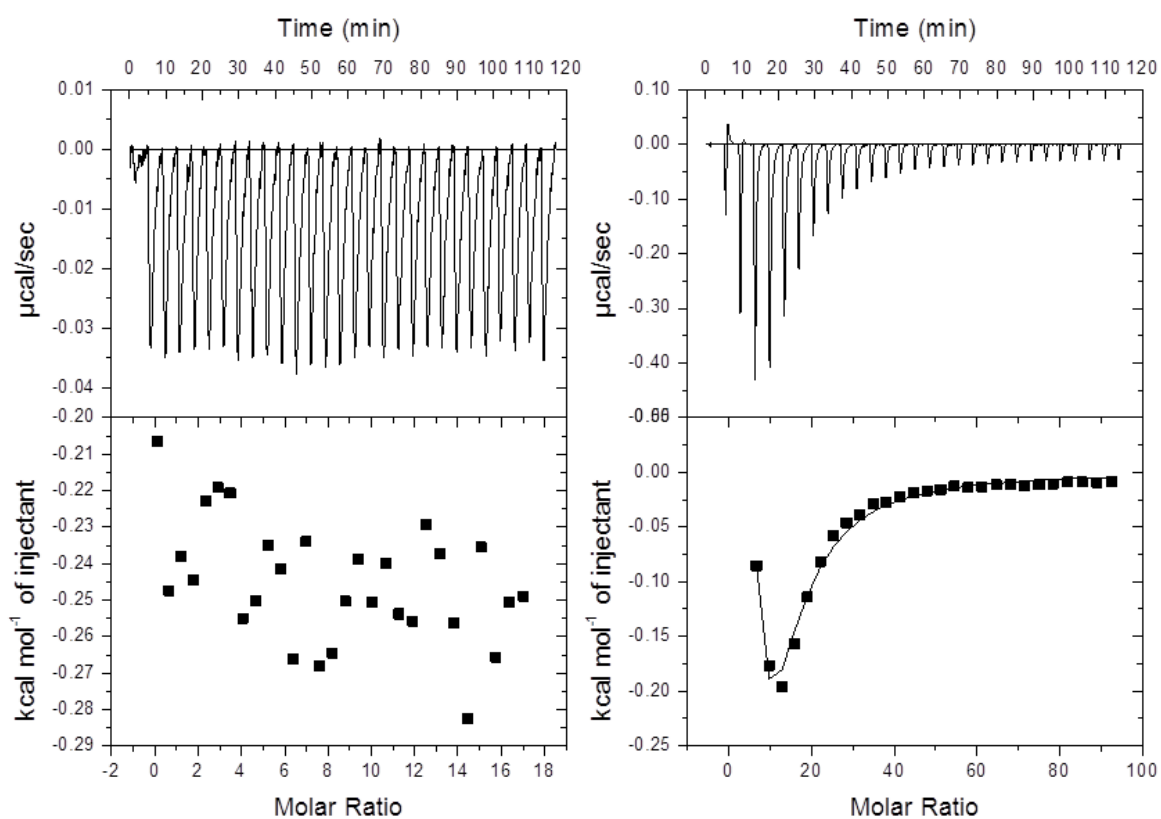 Time (min)
0 10 20 30 40 50 60 70 80 90 100 110 120
0.01
0.00
-0.01
-0.02
-0.03
-0.04
µcal/sec
-0.20
-0.21
-0.22
-0.23
-0.24
-0.25
-0.26
-0.27
-0.28
-0.29
kcal mol⁻¹ of injectant
-2 0 2 4 6 8 10 12 14 16 18
Molar Ratio
Time (min)
0 10 20 30 40 50 60 70 80 90 100 110 120
0.10
0.00
-0.10
-0.20
-0.30
-0.40
µcal/sec
0.00
-0.05
-0.10
-0.15
-0.20
-0.25
kcal mol⁻¹ of injectant
0 20 40 60 80 100
Molar Ratio